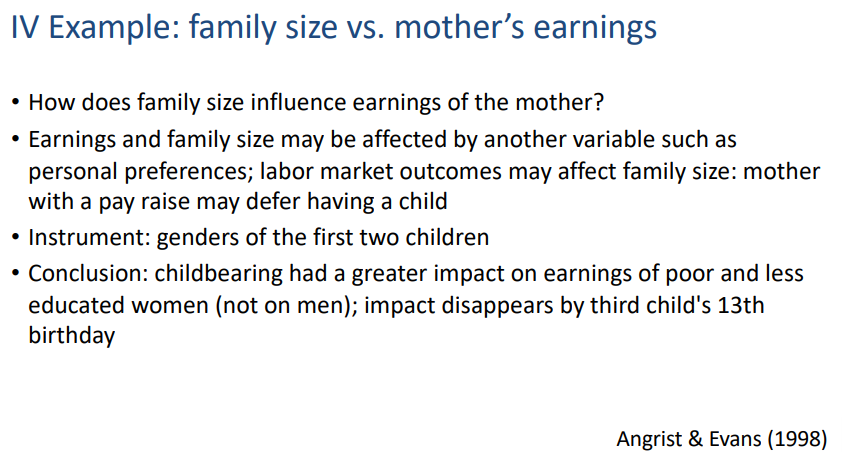 IV Example: family size vs. mother’s earnings
• How does family size influence earnings of the mother?
• Earnings and family size may be affected by another variable such as
personal preferences; labor market outcomes may affect family size: mother
with a pay raise may defer having a child
• Instrument: genders of the first two children
• Conclusion: childbearing had a greater impact on earnings of poor and less
educated women (not on men); impact disappears by third child's 13th
birthday
Angrist & Evans (1998)